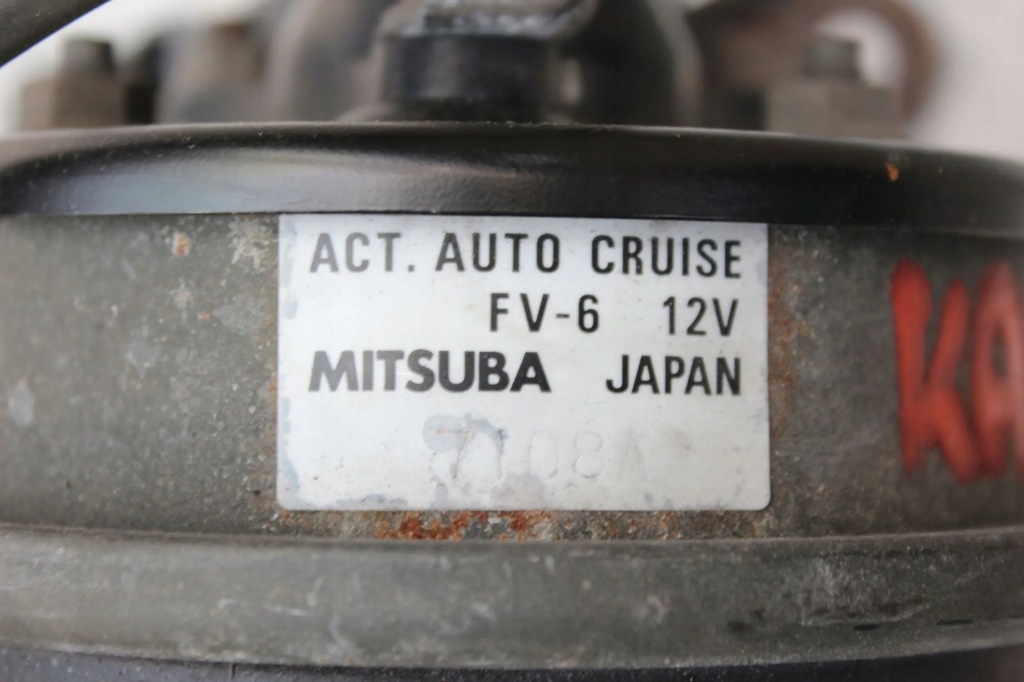 ACT. AUTO CRUISE
FV-6 12V
MITSUBA JAPAN